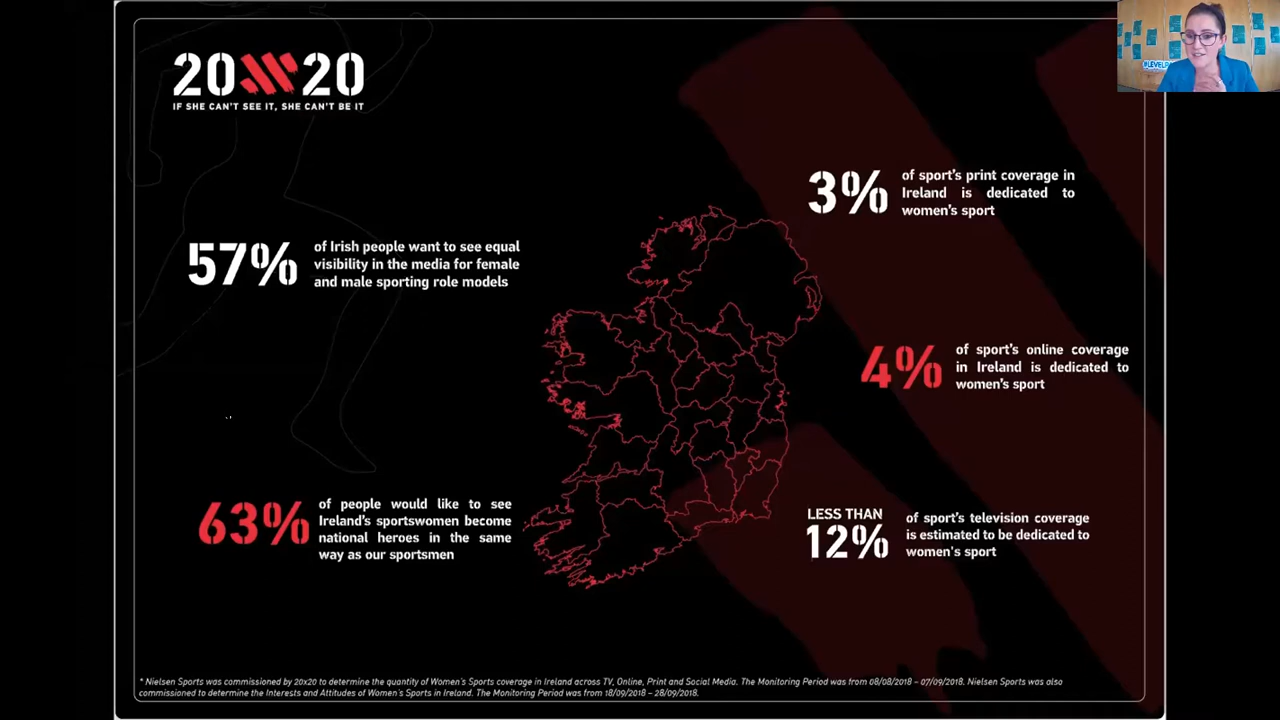 20 20
IF SHE CAN'T SEE IT, SHE CAN'T BE IT
57%
of Irish people want to see equal
visibility in the media for female
and male sporting role models
63%
of people would like to see
Ireland's sportswomen become
national heroes in the same
way as our sportsmen
3%
of sport's print coverage in
Ireland is dedicated to
women's sport
4%
of sport's online coverage
in Ireland is dedicated to
women's sport
LESS THAN
12%
of sport's television coverage
is estimated to be dedicated to
women's sport
* Nielsen Sports was commissioned by 20x20 to determine the quantity of Women's Sports coverage in Ireland across TV, Online, Print and Social Media. The Monitoring Period was from 08/08/2018 – 07/09/2018. Nielsen Sports was also
commissioned to determine the Interests and Attitudes of Women's Sports in Ireland. The Monitoring Period was from 18/09/2018 – 28/09/2018.